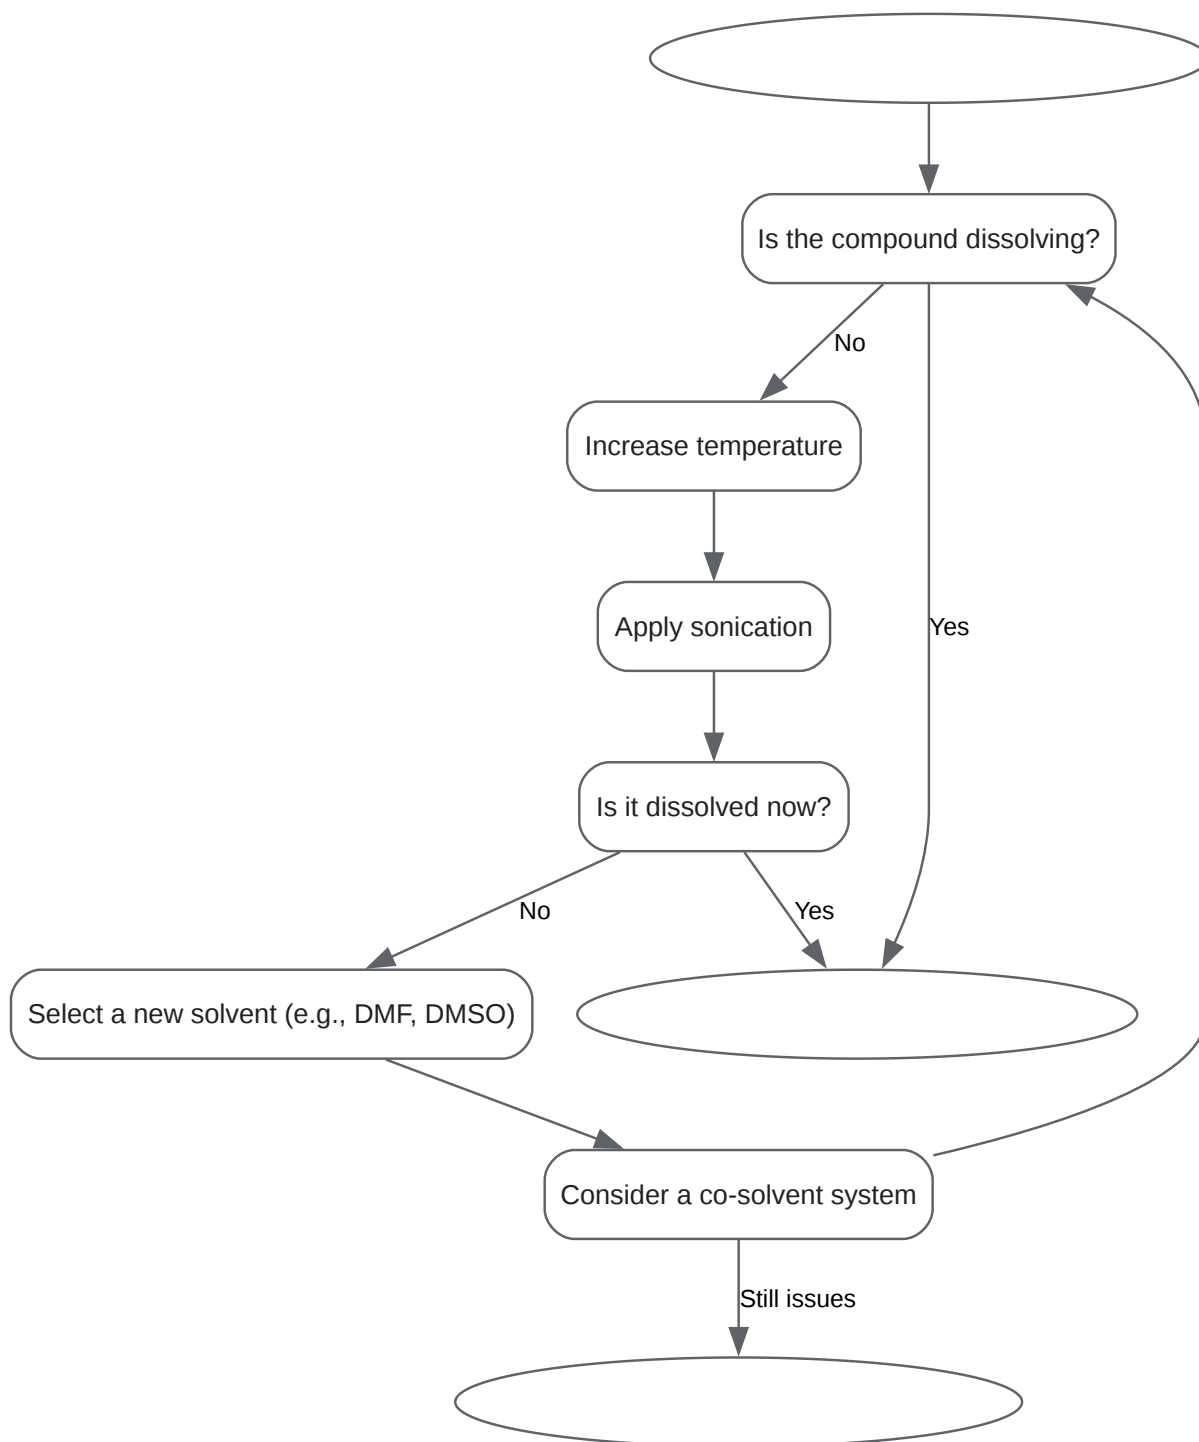 Is the compound dissolving?
No
Increase temperature
Apply sonication
Yes
Is it dissolved now?
No
Yes
Select a new solvent (e.g., DMF, DMSO)
Consider a co-solvent system
Still issues